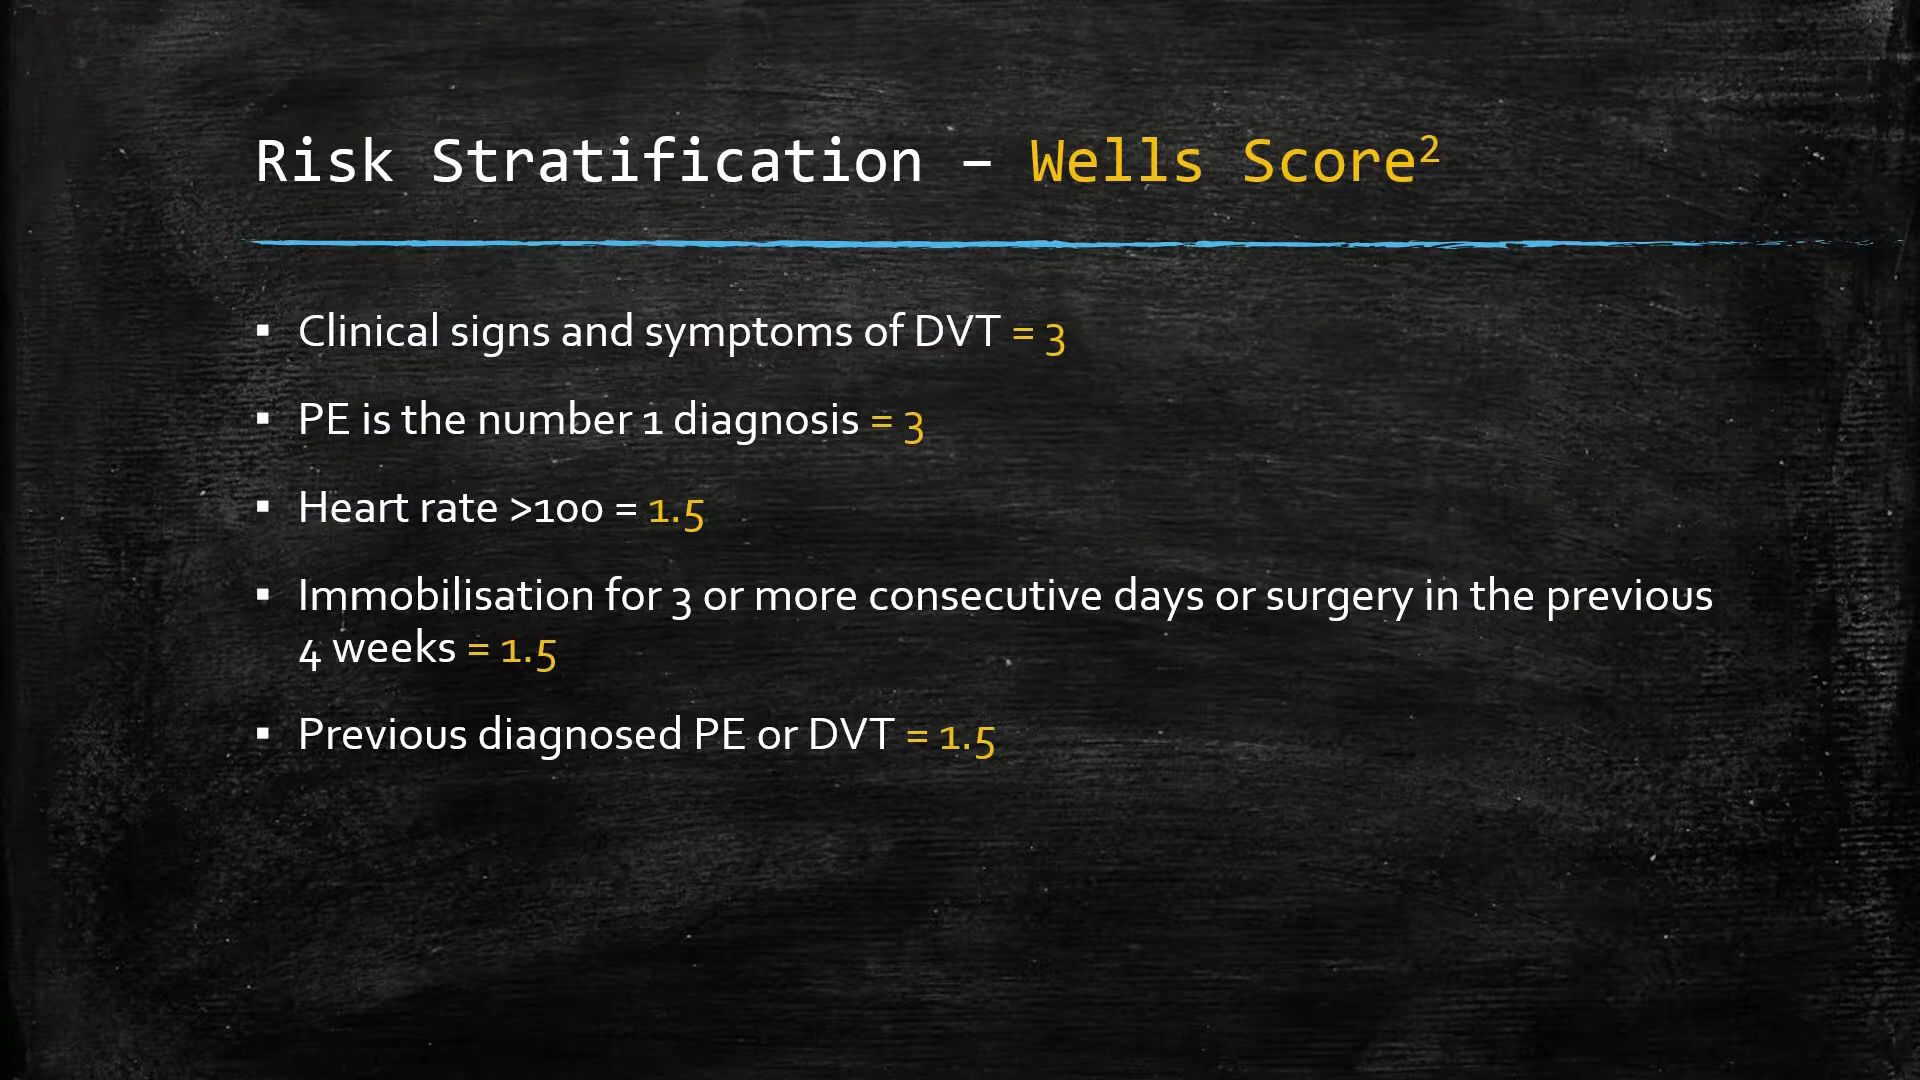 Risk Stratification – Wells Score²
▪ Clinical signs and symptoms of DVT = 3
▪ PE is the number 1 diagnosis = 3
▪ Heart rate >100 = 1.5
▪ Immobilisation for 3 or more consecutive days or surgery in the previous
4 weeks = 1.5
▪ Previous diagnosed PE or DVT = 1.5